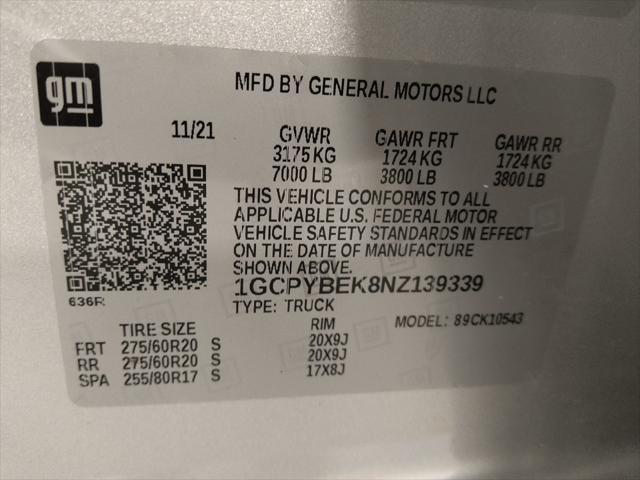 gm
MFD BY GENERAL MOTORS LLC
11/21 GVWR GAWR FRT GAWR RR
3175 KG 1724 KG 1724 KG
7000 LB 3800 LB 3800 LB
THIS VEHICLE CONFORMS TO ALL
APPLICABLE U.S. FEDERAL MOTOR
VEHICLE SAFETY STANDARDS IN EFFECT
ON THE DATE OF MANUFACTURE
SHOWN ABOVE.
1GCPYBEK8NZ139339
636R
TYPE: TRUCK
MODEL: 89CK10543
TIRE SIZE RIM
FRT 275/60R20 S 20X9J
RR 275/60R20 S 20X9J
SPA 255/80R17 S 17X8J